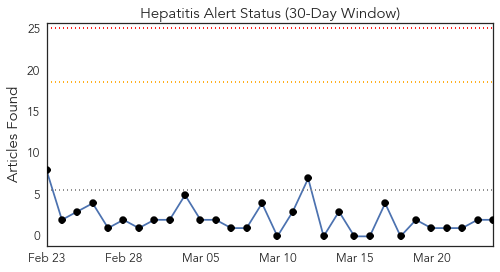 Hepatitis Alert Status (30-Day Window)
Articles Found
25
20
15
10
5
0
Feb 23
Feb 28
Mar 05
Mar 10
Mar 15
Mar 20